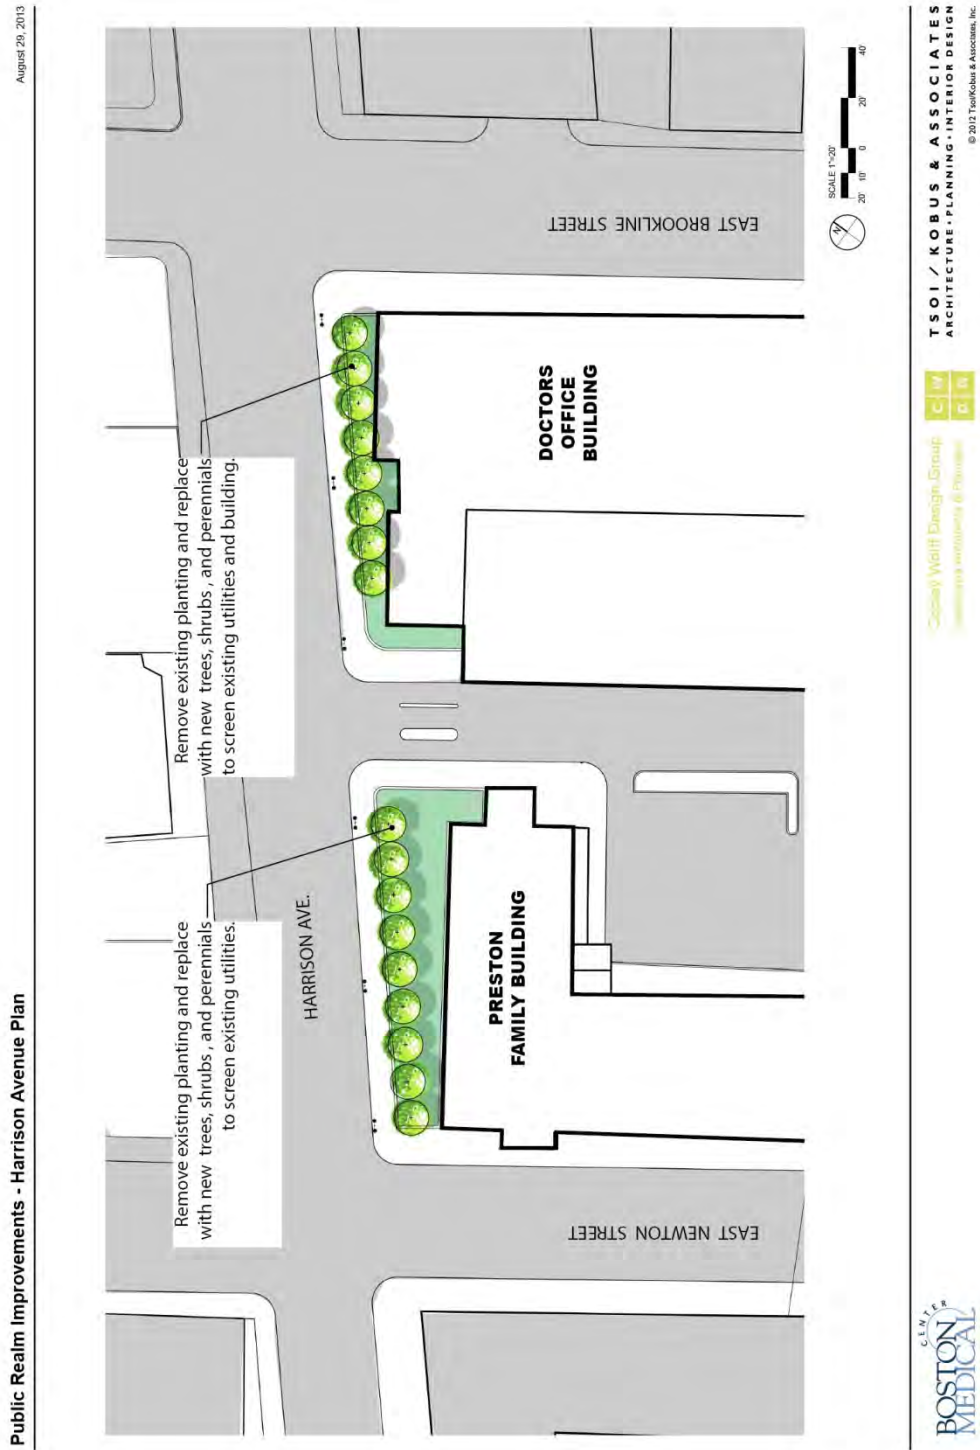 Public Realm Improvements - Harrison Avenue Plan
August 29, 2013
Remove existing planting and replace
with new trees, shrubs , and perennials
to screen existing utilities.
Remove existing planting and replace
with new trees, shrubs , and perennials
to screen existing utilities and building.
HARRISON AVE.
EAST NEWTON STREET
PRESTON
FAMILY BUILDING
DOCTORS
OFFICE
BUILDING
EAST BROOKLINE STREET
N
SCALE 1"=20'
20' 10' 0 20' 40'
BOSTON
MEDICAL
CENTER
Copley Wolff Design Group
Landscape Architects & Planners
C W
D G
TSOI / KOBUS & ASSOCIATES
ARCHITECTURE • PLANNING • INTERIOR DESIGN
© 2012 Tsoi/Kobus & Associates, Inc.